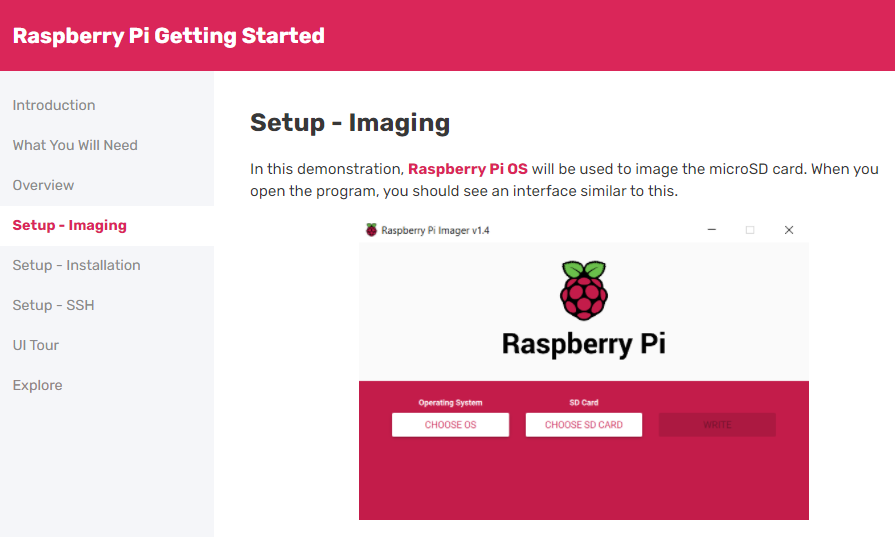 Raspberry Pi Getting Started
Introduction
What You Will Need
Overview
Setup - Imaging
Setup - Installation
Setup - SSH
UI Tour
Explore
Setup - Imaging
In this demonstration, Raspberry Pi OS will be used to image the microSD card. When you
open the program, you should see an interface similar to this.
Raspberry Pi Imager v1.4
Raspberry Pi
Operating System
SD Card
CHOOSE OS
CHOOSE SD CARD
WRITE